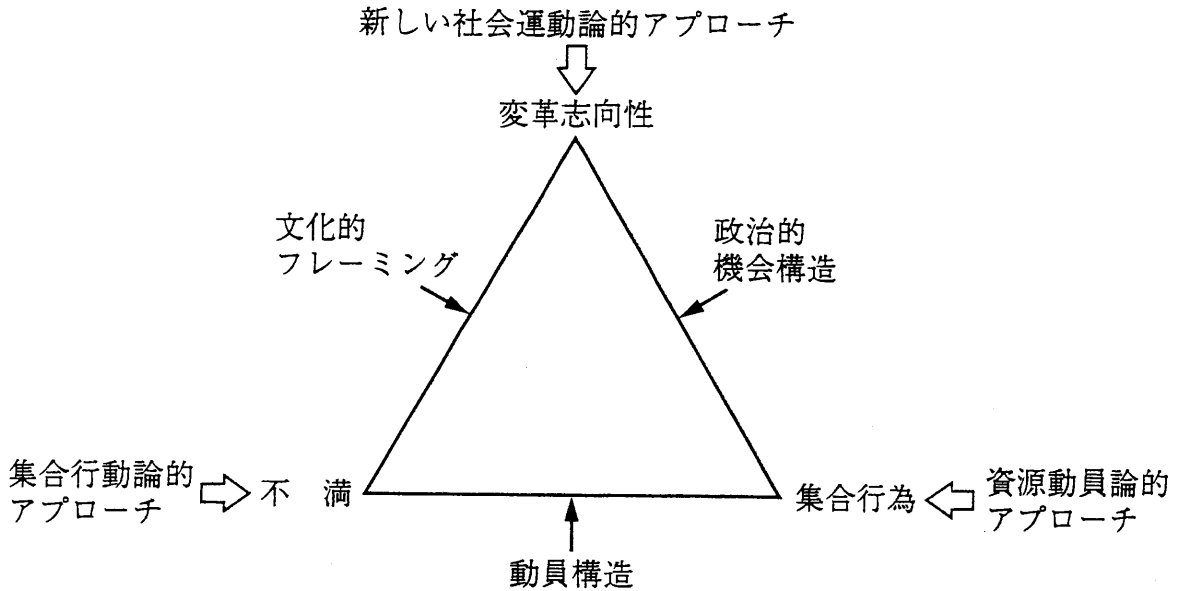 新しい社会運動論的アプローチ
変革志向性
文化的
フレーミング
政治的
機会構造
集合行動論的
アプローチ
不 満
集合行為
資源動員論的
アプローチ
動員構造